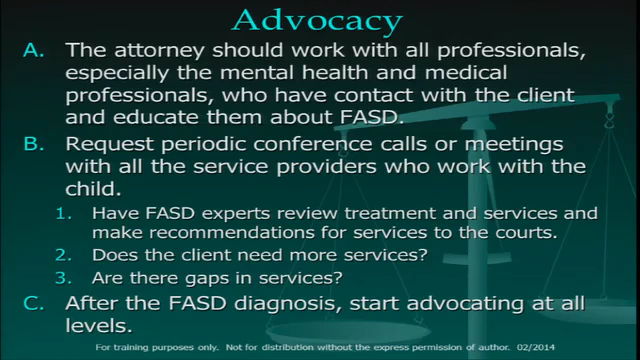 Advocacy
A. The attorney should work with all professionals,
especially the mental health and medical
professionals, who have contact with the client
and educate them about FASD.
B. Request periodic conference calls or meetings
with all the service providers who work with the
child.
1. Have FASD experts review treatment and services and
make recommendations for services to the courts.
2. Does the client need more services?
3. Are there gaps in services?
C. After the FASD diagnosis, start advocating at all
levels.
For training purposes only. Not for distribution without the express permission of author. 02/2014